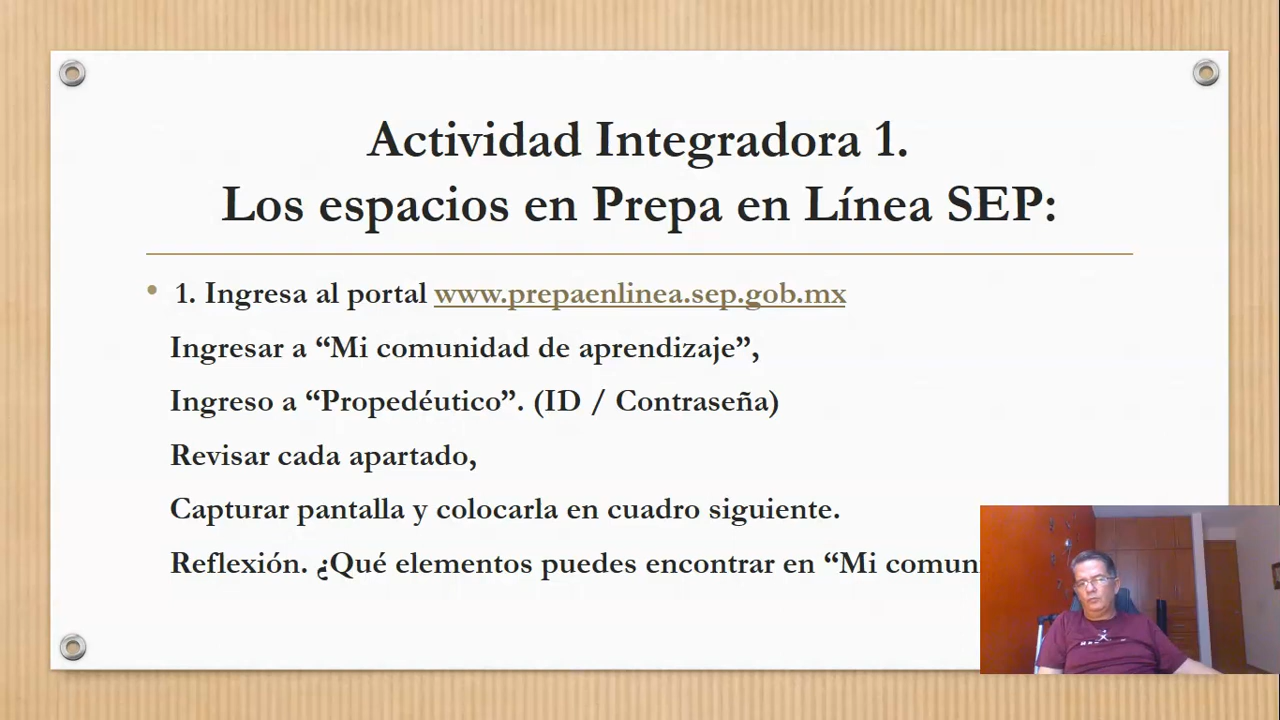 Actividad Integradora 1.
Los espacios en Prepa en Línea SEP:
• 1. Ingresa al portal www.prepaenlinea.sep.gob.mx
Ingresar a “Mi comunidad de aprendizaje”,
Ingreso a “Propedéutico”. (ID / Contraseña)
Revisar cada apartado,
Capturar pantalla y colocarla en cuadro siguiente.
Reflexión. ¿Qué elementos puedes encontrar en “Mi comun